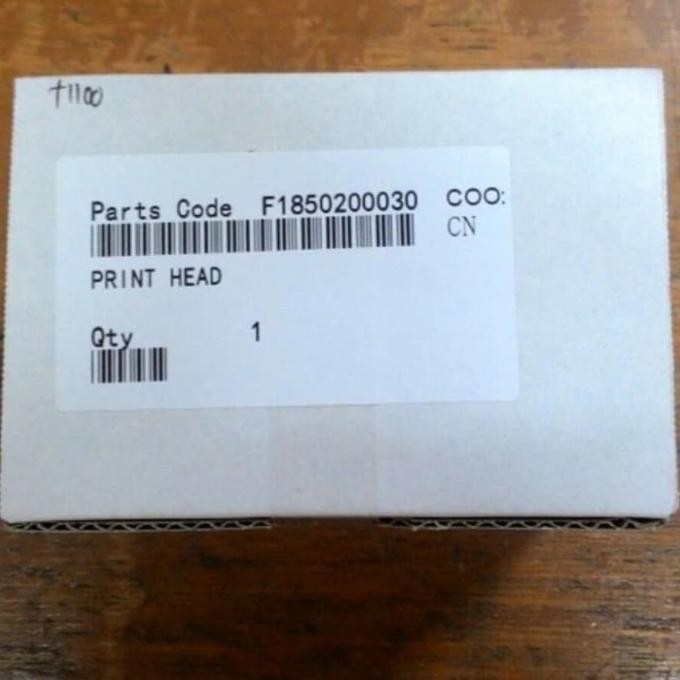 T1100
Parts Code F1850200030 COO:
CN
PRINT HEAD
Qty 1